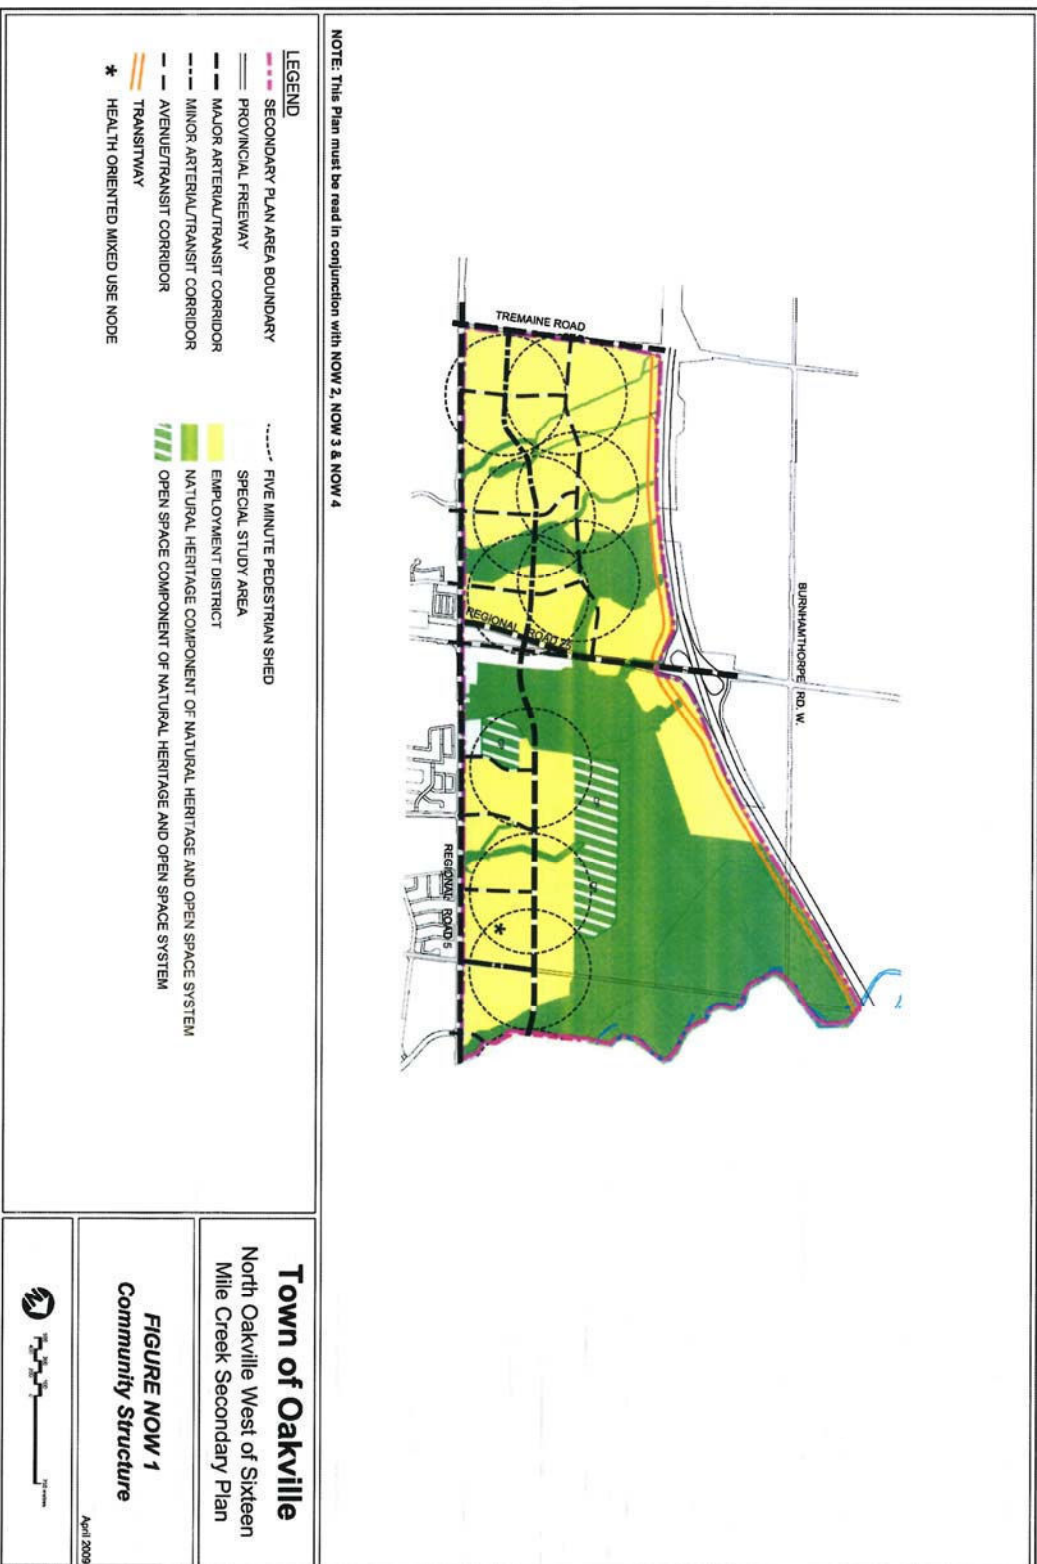 BURNHAMTHORPE RD. W.
TREMAINE ROAD
REGIONAL ROAD 25
REGIONAL ROAD 5
*
NOTE: This Plan must be read in conjunction with NOW 2, NOW 3 & NOW 4
LEGEND
SECONDARY PLAN AREA BOUNDARY
PROVINCIAL FREEWAY
MAJOR ARTERIAL/TRANSIT CORRIDOR
MINOR ARTERIAL/TRANSIT CORRIDOR
AVENUE/TRANSIT CORRIDOR
TRANSITWAY
* HEALTH ORIENTED MIXED USE NODE
FIVE MINUTE PEDESTRIAN SHED
SPECIAL STUDY AREA
EMPLOYMENT DISTRICT
NATURAL HERITAGE COMPONENT OF NATURAL HERITAGE AND OPEN SPACE SYSTEM
OPEN SPACE COMPONENT OF NATURAL HERITAGE AND OPEN SPACE SYSTEM
Town of Oakville
North Oakville West of Sixteen
Mile Creek Secondary Plan
FIGURE NOW 1
Community Structure
April 2009